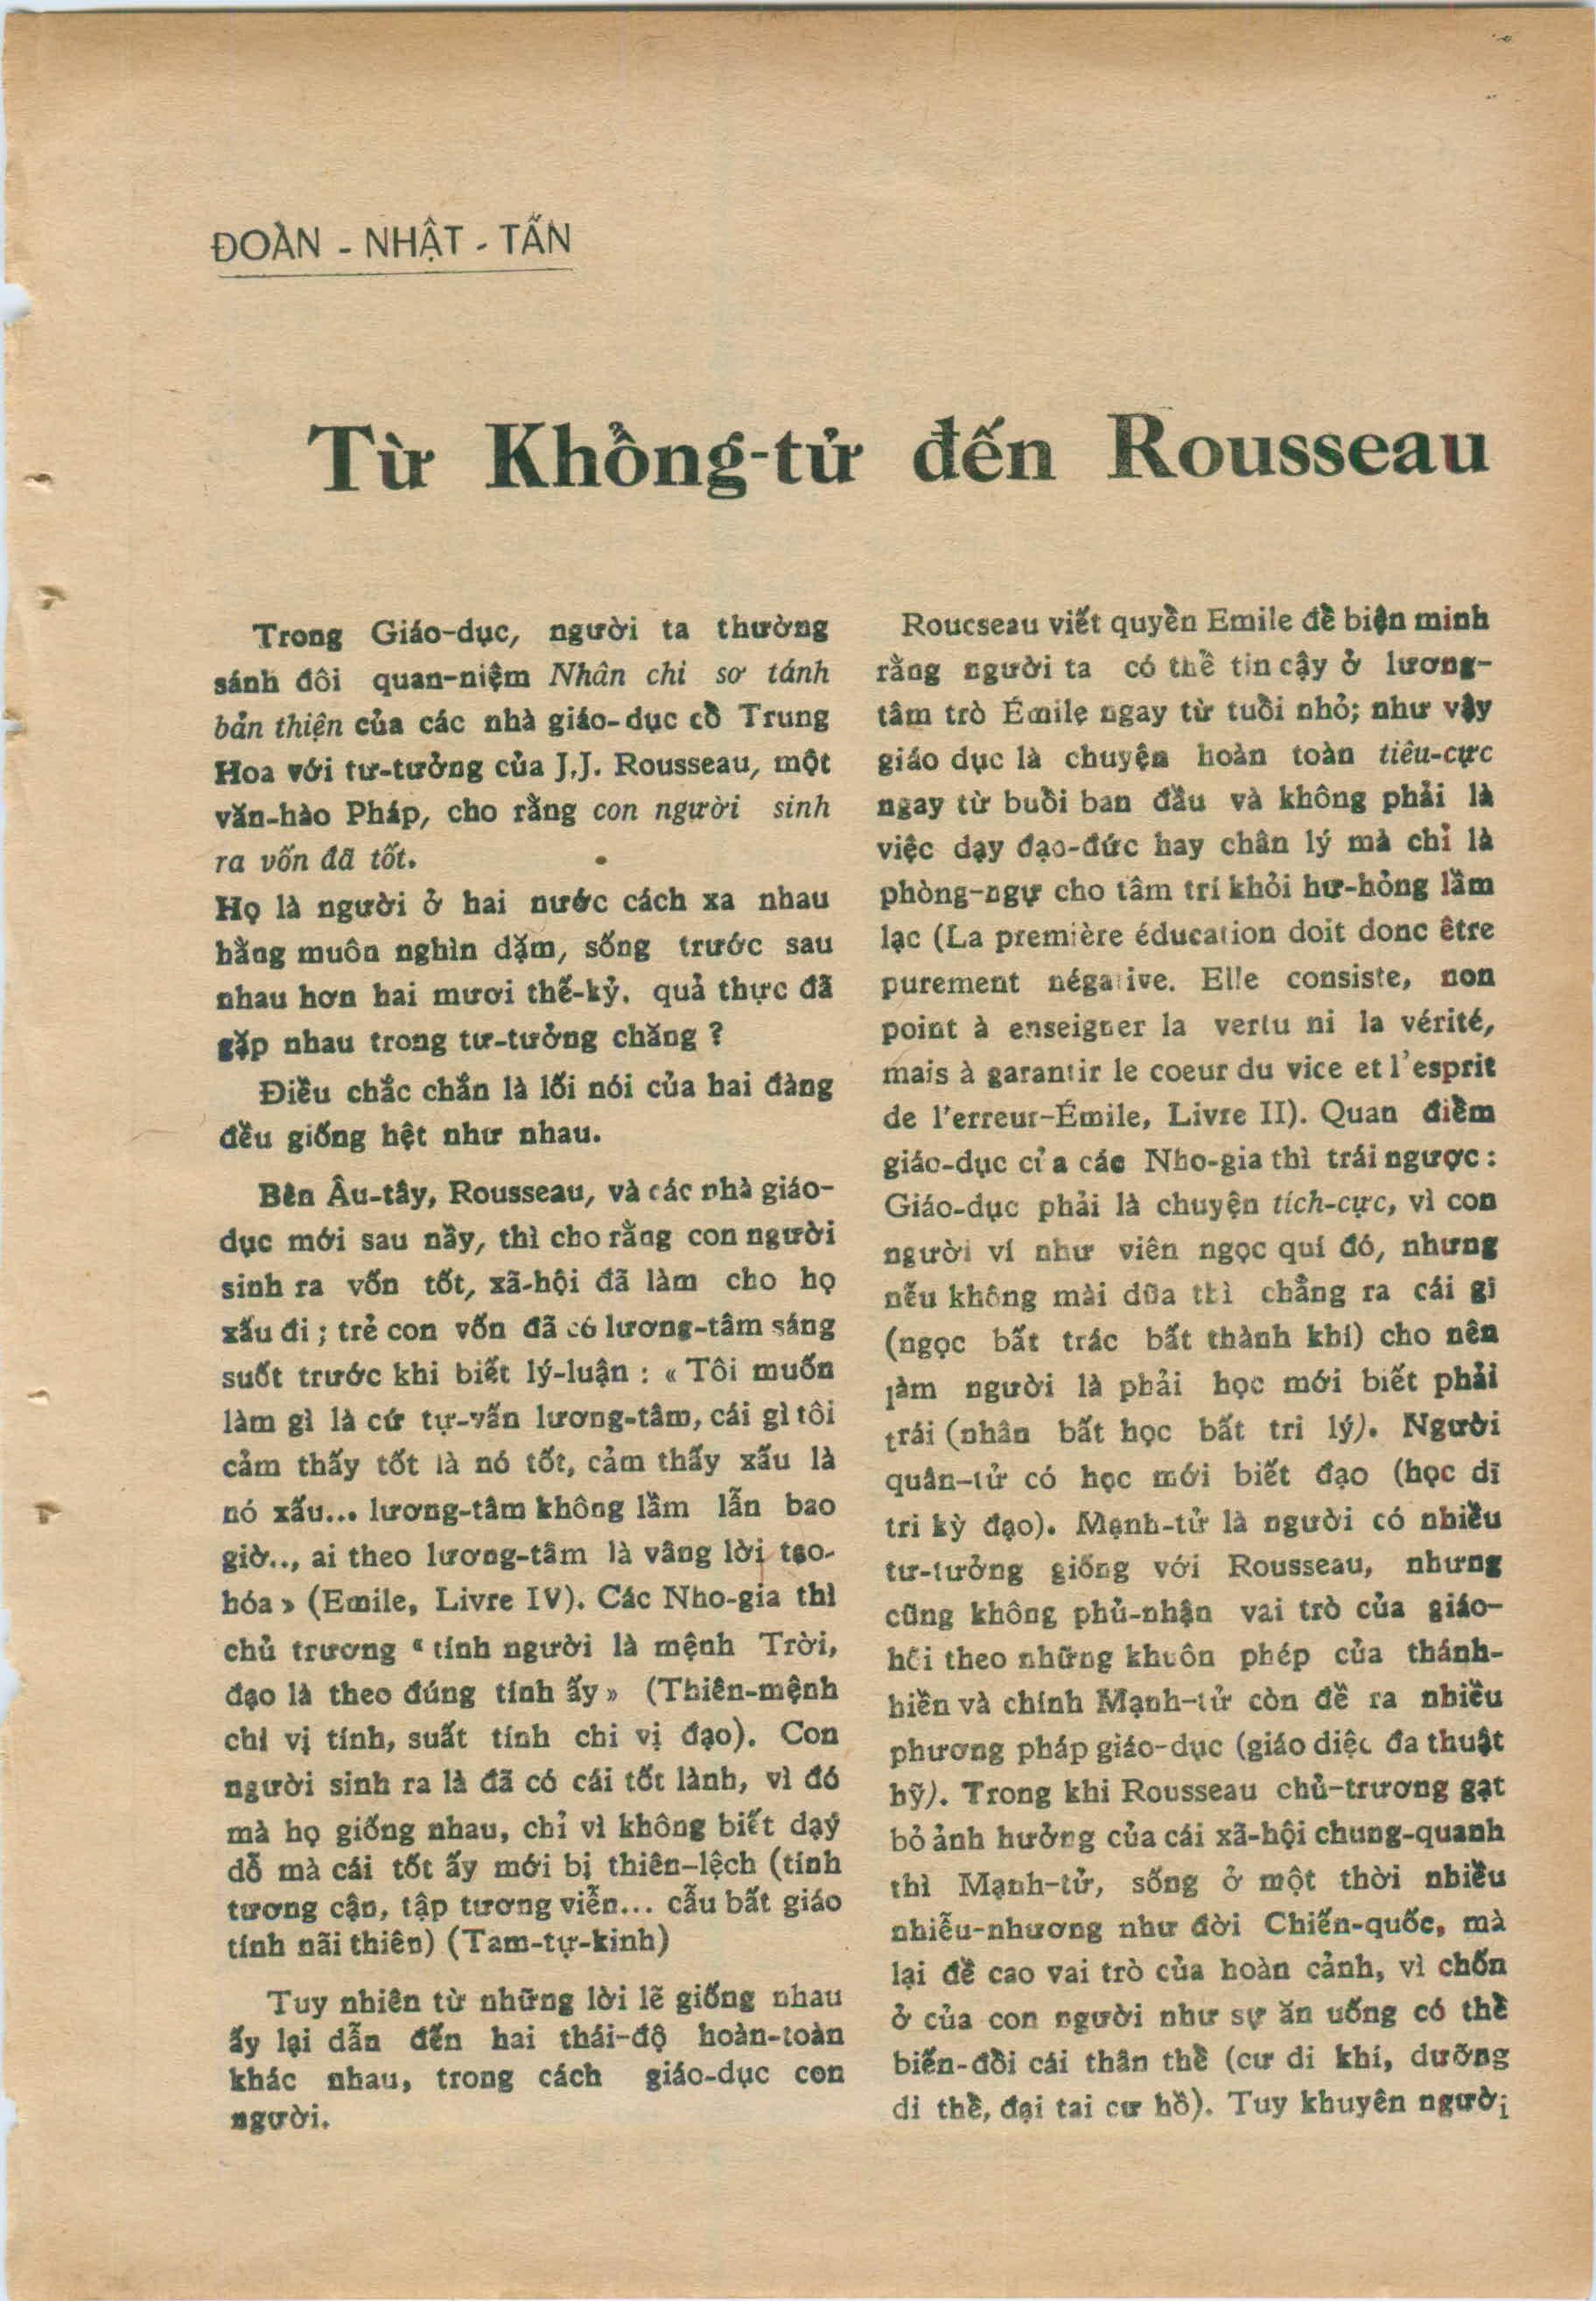 ĐOÀN - NHẬT - TẤN
Từ Khổng-tử đến Rousseau
Trong Giáo-dục, người ta thường
sánh đôi quan-niệm Nhân chi sơ tánh
bản thiện của các nhà giáo-dục cổ Trung
Hoa với tư-tưởng của J.J. Rousseau, một
văn-hào Pháp, cho rằng con người sinh
ra vốn đã tốt.
Họ là người ở hai nước cách xa nhau
hằng muôn nghìn dặm, sống trước sau
nhau hơn hai mươi thế-kỷ. quả thực đã
gặp nhau trong tư-tưởng chăng ?
Điều chắc chắn là lối nói của hai đàng
đều giống hệt như nhau.
Bên Âu-tây, Rousseau, và các nhà giáo-
dục mới sau nầy, thì cho rằng con người
sinh ra vốn tốt, xã-hội đã làm cho họ
xấu đi ; trẻ con vốn đã có lương-tâm sáng
suốt trước khi biết lý-luận : « Tôi muốn
làm gì là cứ tự-vấn lương-tâm, cái gì tôi
cảm thấy tốt là nó tốt, cảm thấy xấu là
nó xấu... lương-tâm không lầm lẫn bao
giờ.., ai theo lương-tâm là vâng lời tạo-
hóa » (Emile, Livre IV). Các Nho-gia thì
chủ trương « tính người là mệnh Trời,
đạo là theo đúng tính ấy » (Thiên-mệnh
chi vị tính, suất tính chi vị đạo). Con
người sinh ra là đã có cái tốt lành, vì đó
mà họ giống nhau, chỉ vì không biết dạy
dỗ mà cái tốt ấy mới bị thiên-lệch (tính
tương cận, tập tương viễn... cẫu bất giáo
tính nãi thiên) (Tam-tự-kinh)
Tuy nhiên từ những lời lẽ giống nhau
ấy lại dẫn đến hai thái-độ hoàn-toàn
khác nhau, trong cách giáo-dục con
người.
Roucseau viết quyển Emile để biện minh
rằng người ta có thể tin cậy ở lương-
tâm trò Émile ngay từ tuổi nhỏ; như vậy
giáo dục là chuyện hoàn toàn tiêu-cực
ngay từ buổi ban đầu và không phải là
việc dạy đạo-đức hay chân lý mà chỉ là
phòng-ngự cho tâm trí khỏi hư-hỏng lầm
lạc (La première éducation doit donc être
purement négative. Elle consiste, non
point à enseigner la vertu ni la vérité,
mais à garantir le coeur du vice et l'esprit
de l'erreur-Émile, Livre II). Quan điểm
giáo-dục của các Nho-gia thì trái ngược :
Giáo-dục phải là chuyện tích-cực, vì con
người ví như viên ngọc quí đó, nhưng
nếu không mài dũa thì chẳng ra cái gì
(ngọc bất trác bất thành khí) cho nên
làm người là phải học mới biết phải
trái (nhân bất học bất tri lý). Người
quân-tử có học mới biết đạo (học dĩ
tri kỳ đạo). Mạnh-tử là người có nhiều
tư-tưởng giống với Rousseau, nhưng
cũng không phủ-nhận vai trò của giáo-
hối theo những khuôn phép của thánh-
hiền và chính Mạnh-tử còn đề ra nhiều
phương pháp giáo-dục (giáo diệc đa thuật
hỹ). Trong khi Rousseau chủ-trương gạt
bỏ ảnh hưởng của cái xã-hội chung-quanh
thì Mạnh-tử, sống ở một thời nhiều
nhiễu-nhương như đời Chiến-quốc, mà
lại đề cao vai trò của hoàn cảnh, vì chốn
ở của con người như sự ăn uống có thể
biến-đổi cái thân thể (cư di khí, dưỡng
di thể, đại tai cư hồ). Tuy khuyên người